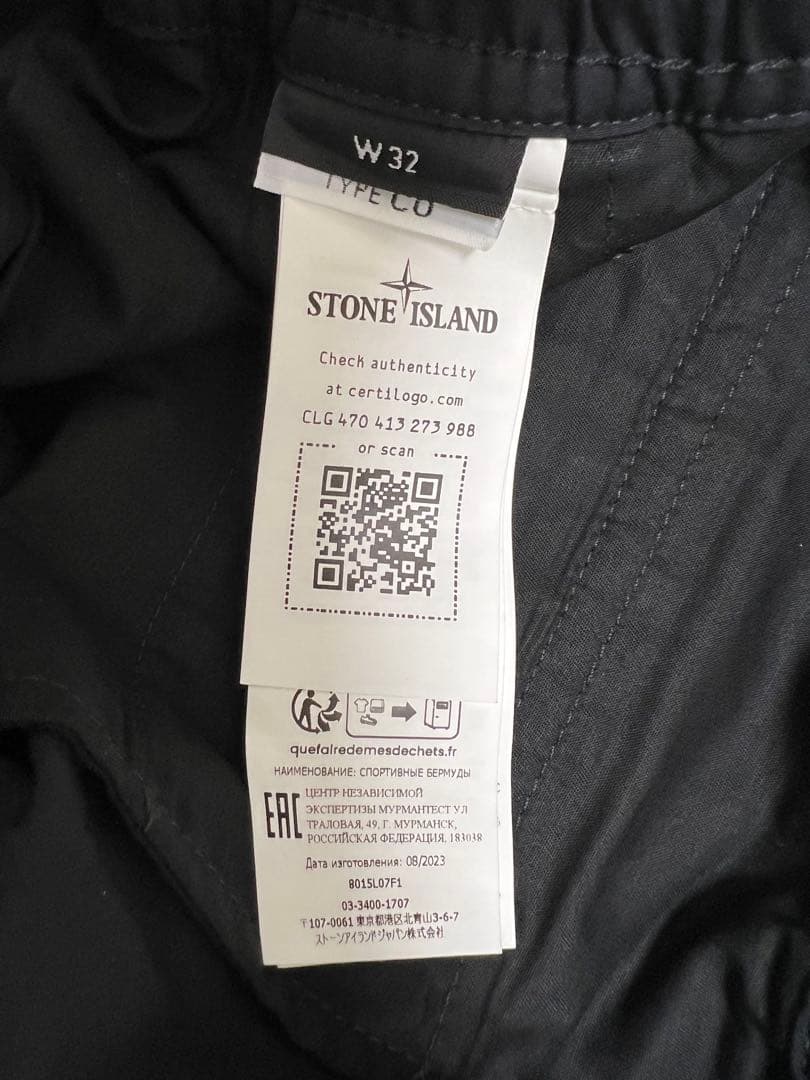 W 32
TYPE CO
STONE ISLAND
Check authenticity
at certilogo.com
CLG 470 413 273 988
or scan
quefairedemesdechets.fr
НАИМЕНОВАНИЕ: СПОРТИВНЫЕ БЕРМУДЫ
EAC
ЦЕНТР НЕЗАВИСИМОЙ
ЭКСПЕРТИЗЫ МУРМАНТЕСТ УЛ
ТРАЛОВАЯ, 49, Г. МУРМАНСК,
РОССИЙСКАЯ ФЕДЕРАЦИЯ, 183038
Дата изготовления: 08/2023
8015L07F1
03-3400-1707
〒107-0061 東京都港区北青山3-6-7
ストーンアイランドジャパン株式会社